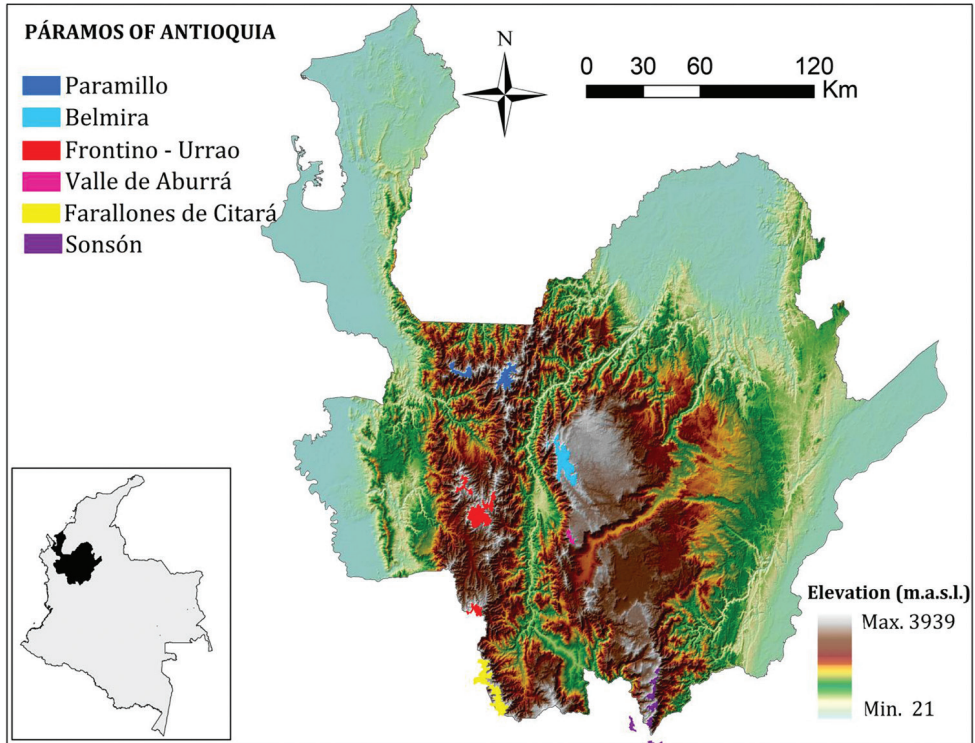 PÁRAMOS OF ANTIOQUIA
Paramillo
Belmira
Frontino - Urrao
Valle de Aburrá
Farallones de Citará
Sonsón
N
0 30 60 120
Km
Elevation (m.a.s.l.)
Max. 3939
Min. 21